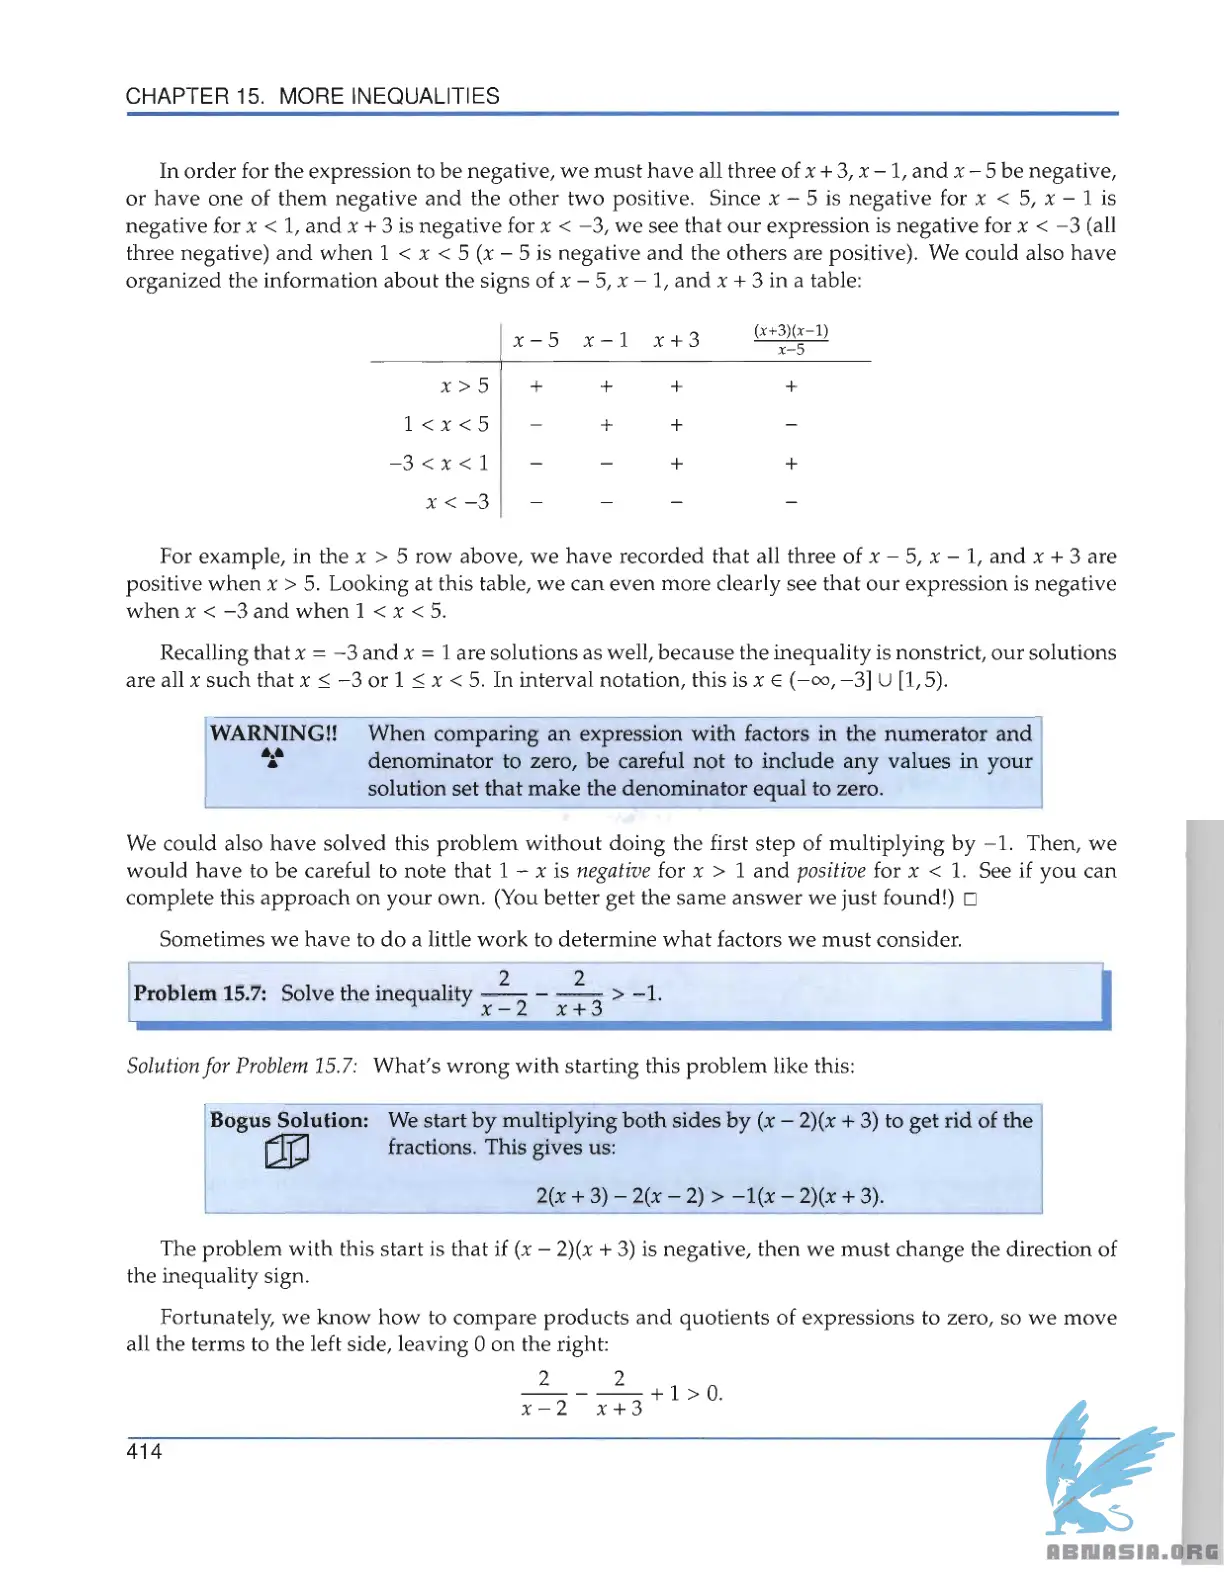 CHAPTER 15. MORE INEQUALITIES
In order for the expression to be negative, we must have all three of x + 3, x − 1, and x − 5 be negative,
or have one of them negative and the other two positive. Since x − 5 is negative for x < 5, x − 1 is
negative for x < 1, and x + 3 is negative for x < −3, we see that our expression is negative for x < −3 (all
three negative) and when 1 < x < 5 (x − 5 is negative and the others are positive). We could also have
organized the information about the signs of x − 5, x − 1, and x + 3 in a table:
x − 5 x − 1 x + 3 (x+3)(x−1)/x−5
x > 5 + + + +
1 < x < 5 − + + −
−3 < x < 1 − − + +
x < −3 − − − −
For example, in the x > 5 row above, we have recorded that all three of x − 5, x − 1, and x + 3 are
positive when x > 5. Looking at this table, we can even more clearly see that our expression is negative
when x < −3 and when 1 < x < 5.
Recalling that x = −3 and x = 1 are solutions as well, because the inequality is nonstrict, our solutions
are all x such that x ≤ −3 or 1 ≤ x < 5. In interval notation, this is x ∈ (−∞, −3] ∪ [1, 5).
WARNING!! When comparing an expression with factors in the numerator and
denominator to zero, be careful not to include any values in your
solution set that make the denominator equal to zero.
We could also have solved this problem without doing the first step of multiplying by −1. Then, we
would have to be careful to note that 1 − x is negative for x > 1 and positive for x < 1. See if you can
complete this approach on your own. (You better get the same answer we just found!) □
Sometimes we have to do a little work to determine what factors we must consider.
Problem 15.7: Solve the inequality 2/x − 2 − 2/x + 3 > −1.
Solution for Problem 15.7: What's wrong with starting this problem like this:
Bogus Solution: We start by multiplying both sides by (x − 2)(x + 3) to get rid of the
fractions. This gives us:
2(x + 3) − 2(x − 2) > −1(x − 2)(x + 3).
The problem with this start is that if (x − 2)(x + 3) is negative, then we must change the direction of
the inequality sign.
Fortunately, we know how to compare products and quotients of expressions to zero, so we move
all the terms to the left side, leaving 0 on the right:
2/x − 2 − 2/x + 3 + 1 > 0.
414
ABNASIA.ORG